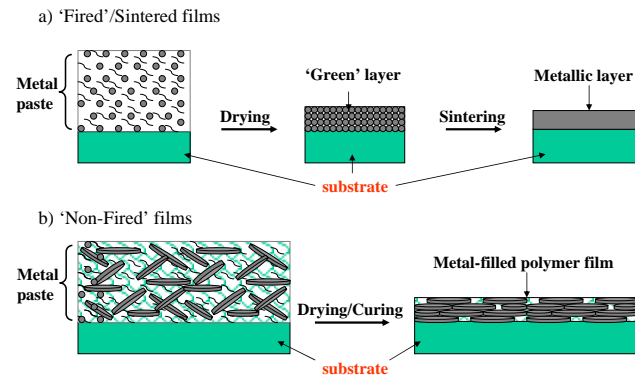 a) ‘Fired’/Sintered films
Metal
paste
Drying
‘Green’ layer
Sintering
Metallic layer
substrate
b) ‘Non-Fired’ films
Metal
paste
Drying/Curing
Metal-filled polymer film
substrate